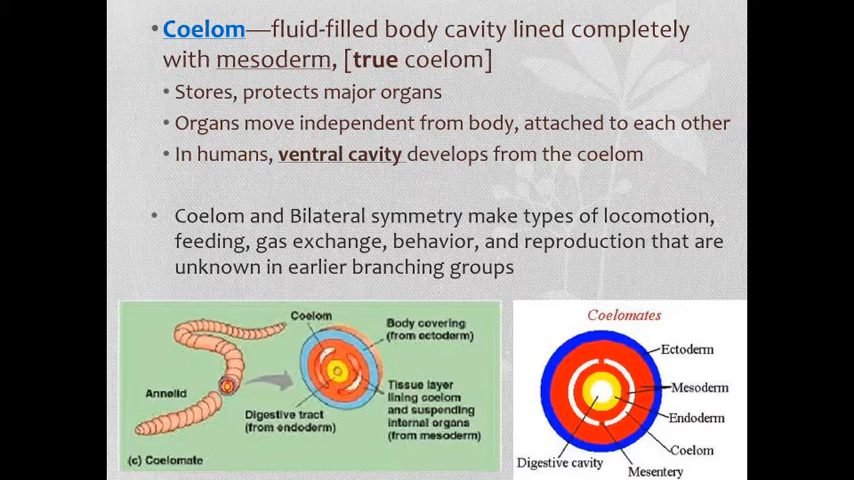 • Coelom—fluid-filled body cavity lined completely
with mesoderm, [true coelom]
• Stores, protects major organs
• Organs move independent from body, attached to each other
• In humans, ventral cavity develops from the coelom
• Coelom and Bilateral symmetry make types of locomotion,
feeding, gas exchange, behavior, and reproduction that are
unknown in earlier branching groups
Coelom
Body covering
(from ectoderm)
Annelid
Tissue layer
lining coelom
and suspending
internal organs
(from mesoderm)
Digestive tract
(from endoderm)
(c) Coelomate
Coelomates
Ectoderm
Mesoderm
Endoderm
Coelom
Digestive cavity
Mesentery